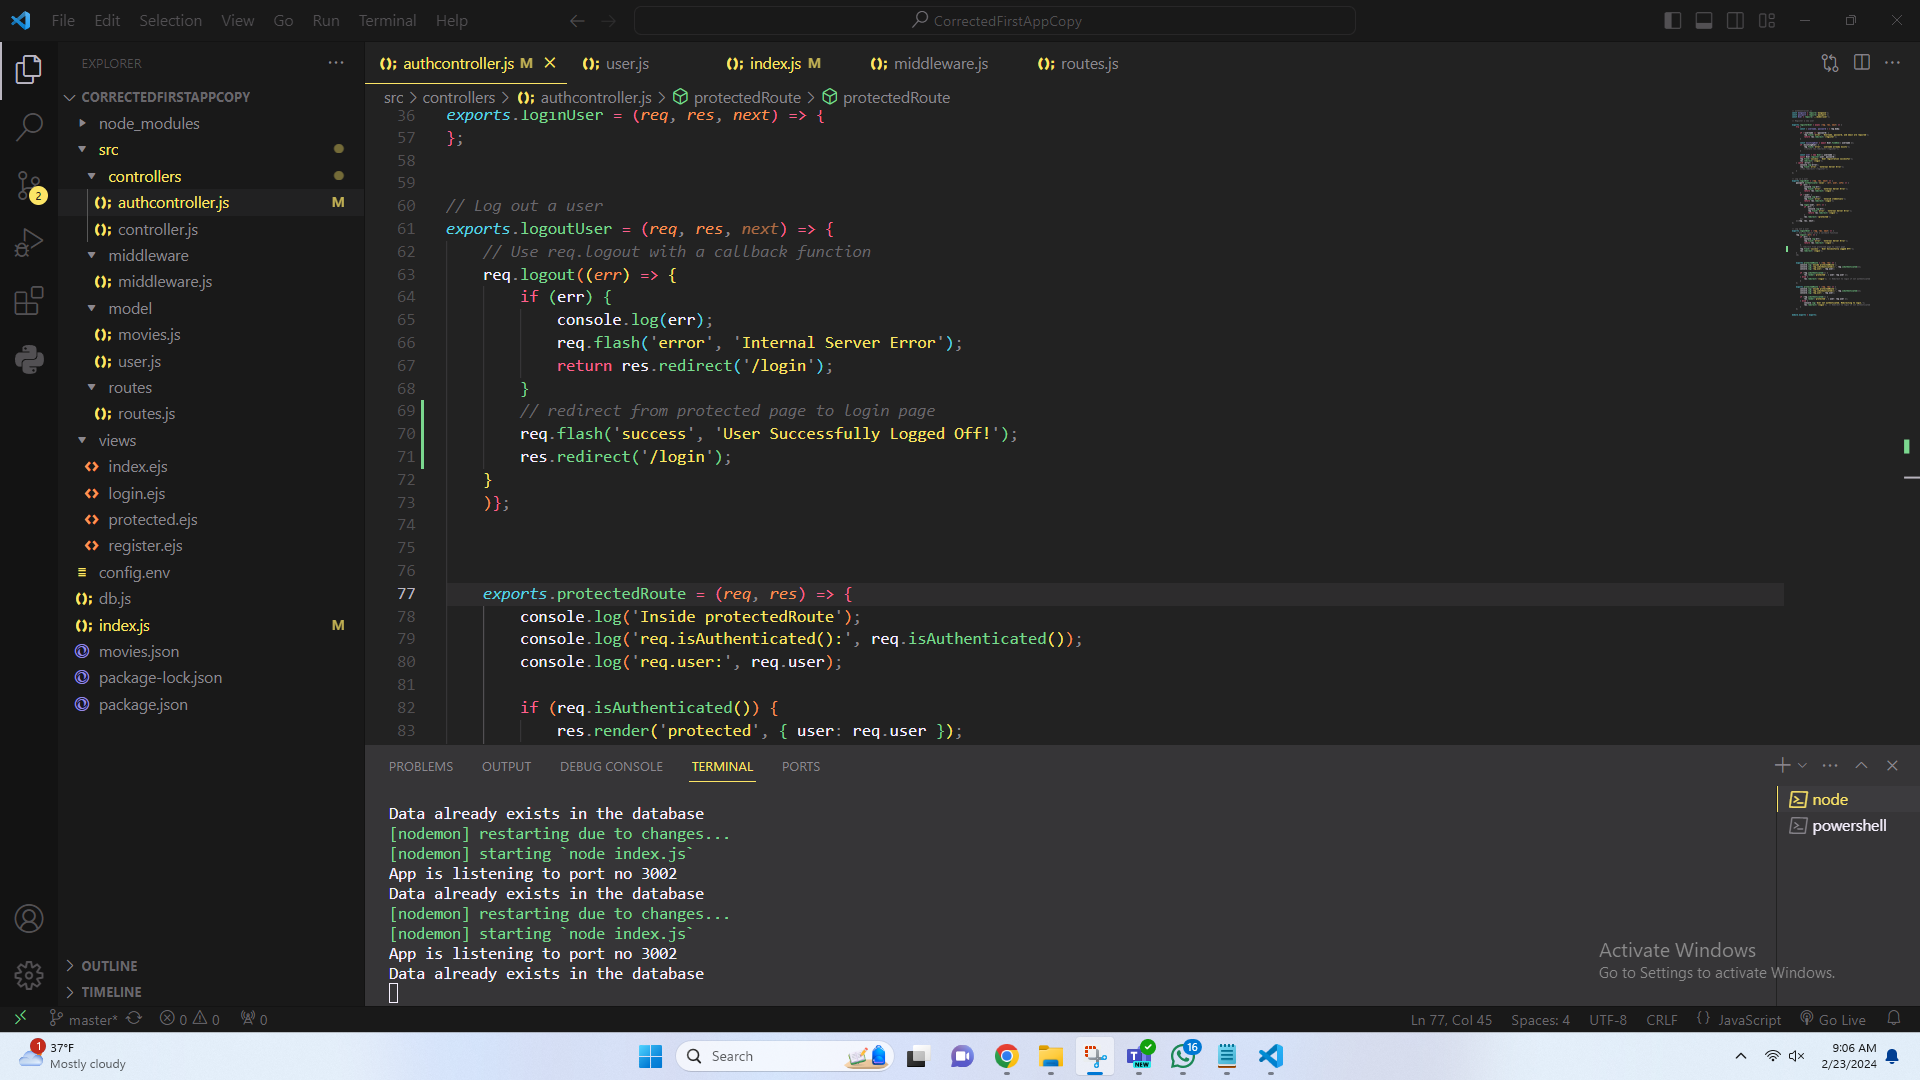 File Edit Selection View Go Run Terminal Help
CorrectedFirstAppCopy
EXPLORER
CORRECTEDFIRSTAPPCOPY
node_modules
src
controllers
authcontroller.js M
controller.js
middleware
middleware.js
model
movies.js
user.js
routes
routes.js
views
index.ejs
login.ejs
protected.ejs
register.ejs
config.env
db.js
index.js M
movies.json
package-lock.json
package.json
OUTLINE
TIMELINE
2
authcontroller.js M user.js index.js M middleware.js routes.js
src > controllers > authcontroller.js > protectedRoute > protectedRoute
36 exports.loginUser = (req, res, next) => {
57 };
58
59
60 // Log out a user
61 exports.logoutUser = (req, res, next) => {
62 // Use req.logout with a callback function
63 req.logout((err) => {
64 if (err) {
65 console.log(err);
66 req.flash('error', 'Internal Server Error');
67 return res.redirect('/login');
68 }
69 // redirect from protected page to login page
70 req.flash('success', 'User Successfully Logged Off!');
71 res.redirect('/login');
72 }
73 )};
74
75
76
77 exports.protectedRoute = (req, res) => {
78 console.log('Inside protectedRoute');
79 console.log('req.isAuthenticated():', req.isAuthenticated());
80 console.log('req.user:', req.user);
81
82 if (req.isAuthenticated()) {
83 res.render('protected', { user: req.user });
PROBLEMS OUTPUT DEBUG CONSOLE TERMINAL PORTS
Data already exists in the database
[nodemon] restarting due to changes...
[nodemon] starting `node index.js`
App is listening to port no 3002
Data already exists in the database
[nodemon] restarting due to changes...
[nodemon] starting `node index.js`
App is listening to port no 3002
Data already exists in the database
node
powershell
Activate Windows
Go to Settings to activate Windows.
master* 0 0 0
Ln 77, Col 45 Spaces: 4 UTF-8 CRLF {} JavaScript Go Live
1
37°F
Mostly cloudy
Search
NEW
16
9:06 AM
2/23/2024